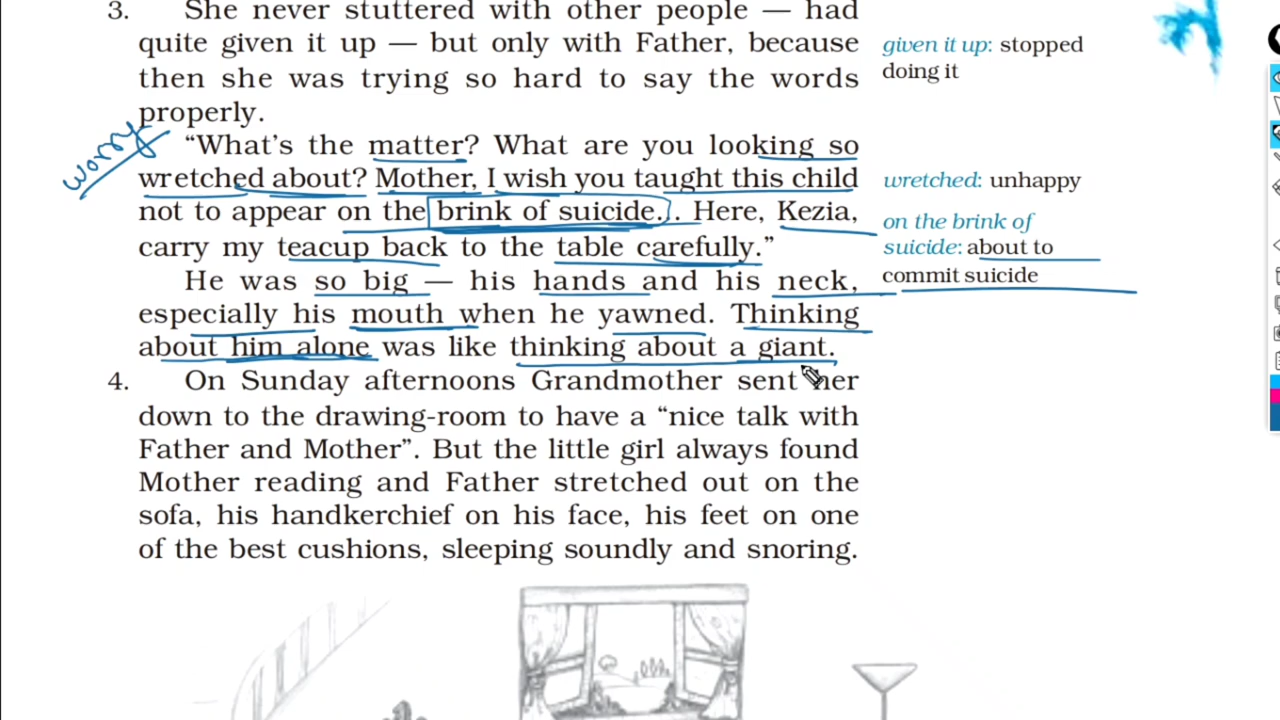 3. She never stuttered with other people — had
quite given it up — but only with Father, because
then she was trying so hard to say the words
properly.
given it up: stopped
doing it
worry
“What’s the matter? What are you looking so
wretched about? Mother, I wish you taught this child
not to appear on the brink of suicide... Here, Kezia,
carry my teacup back to the table carefully.”
wretched: unhappy
on the brink of
suicide: about to
commit suicide
He was so big — his hands and his neck,
especially his mouth when he yawned. Thinking
about him alone was like thinking about a giant.
4. On Sunday afternoons Grandmother sent her
down to the drawing-room to have a “nice talk with
Father and Mother”. But the little girl always found
Mother reading and Father stretched out on the
sofa, his handkerchief on his face, his feet on one
of the best cushions, sleeping soundly and snoring.